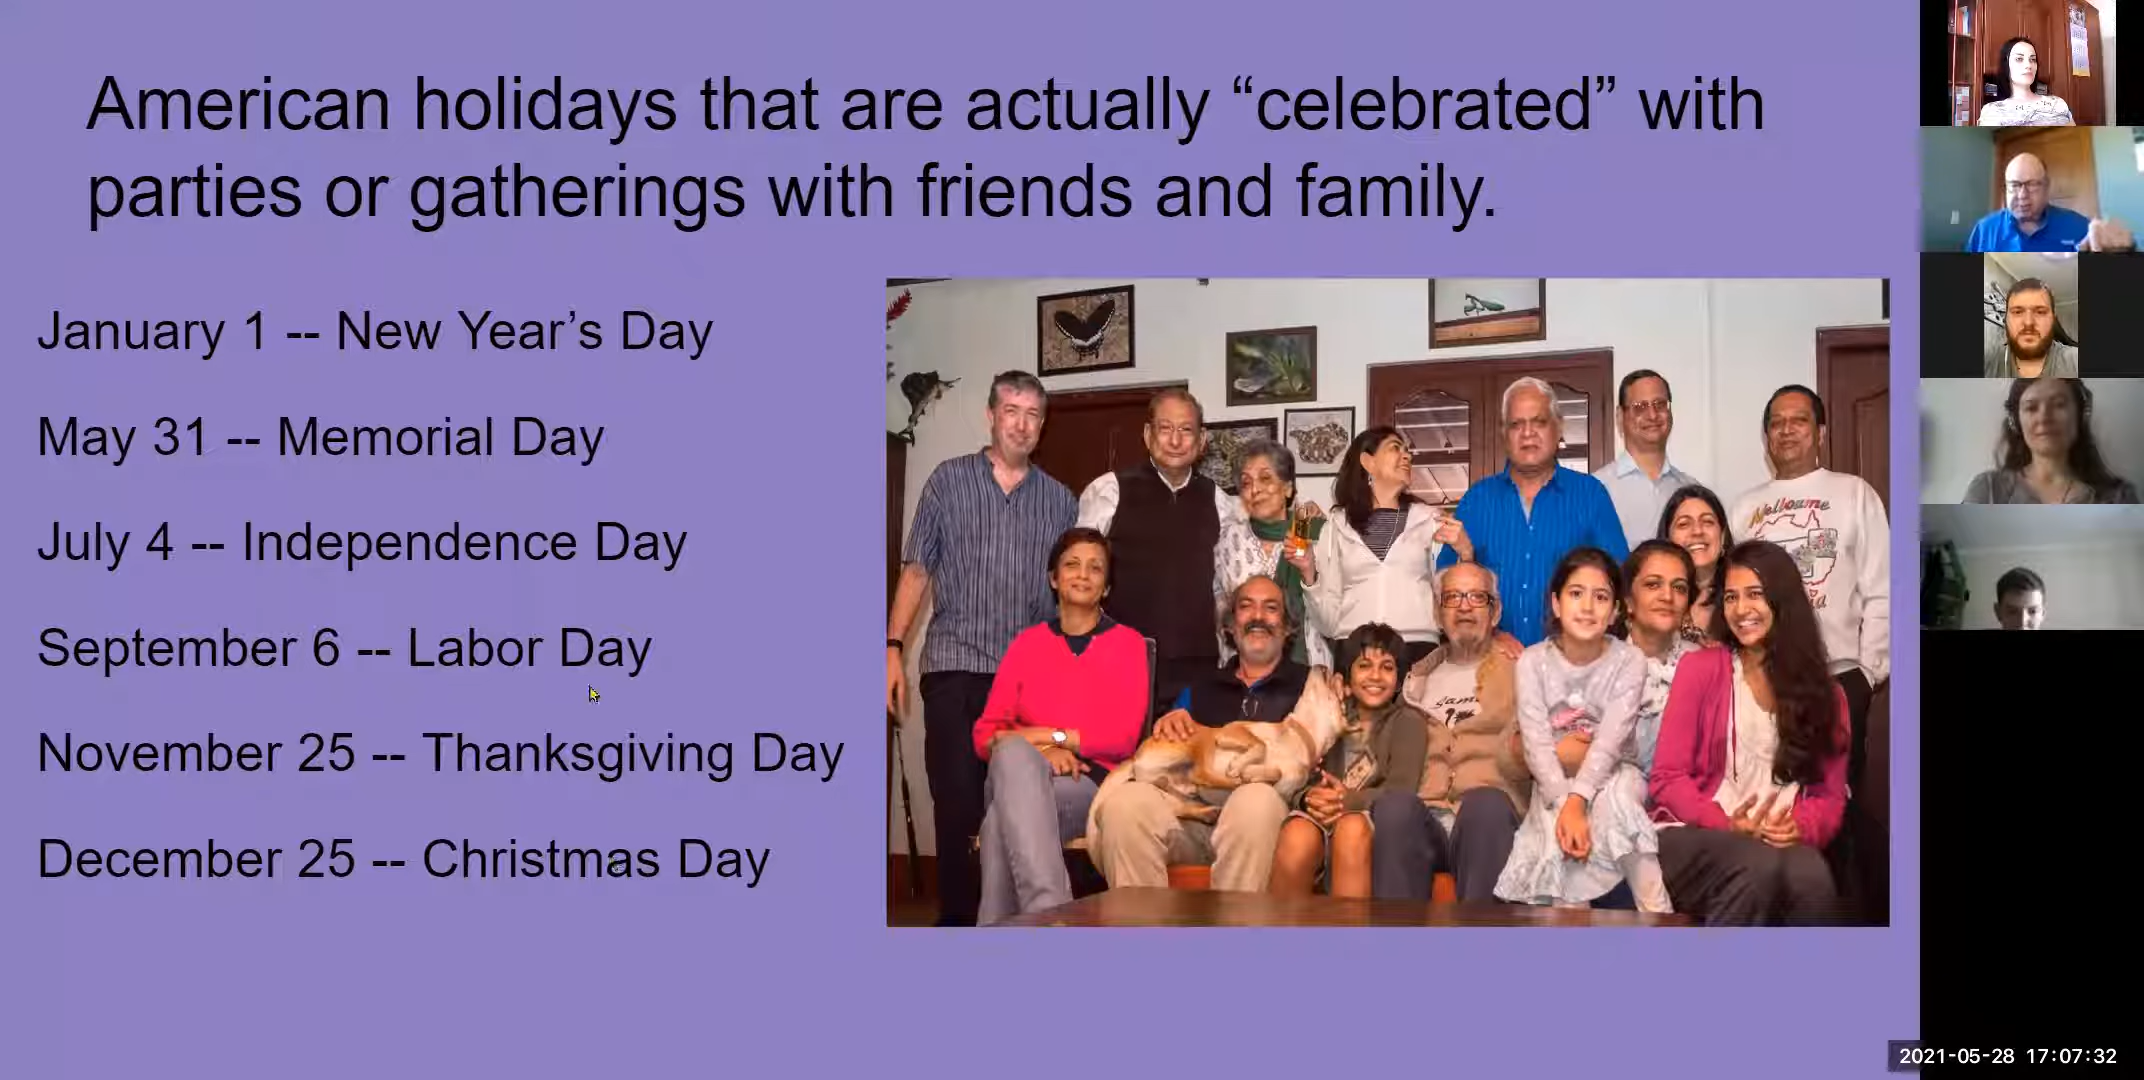 American holidays that are actually “celebrated” with
parties or gatherings with friends and family.
January 1 -- New Year’s Day
May 31 -- Memorial Day
July 4 -- Independence Day
September 6 -- Labor Day
November 25 -- Thanksgiving Day
December 25 -- Christmas Day
Melbourne
2021-05-28 17:07:32